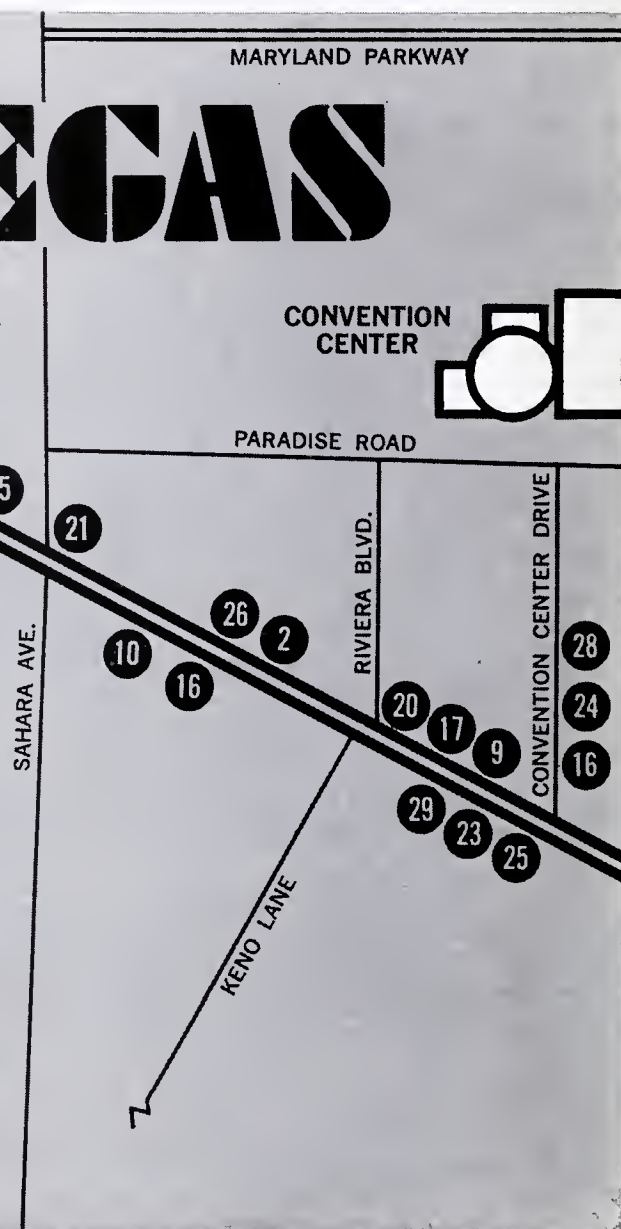 MARYLAND PARKWAY
EGAS
CONVENTION
CENTER
PARADISE ROAD
5
21
RIVIERA BLVD.
CONVENTION CENTER DRIVE
26
2
28
SAHARA AVE.
10
16
20
17
9
24
16
29
23
25
KENO LANE